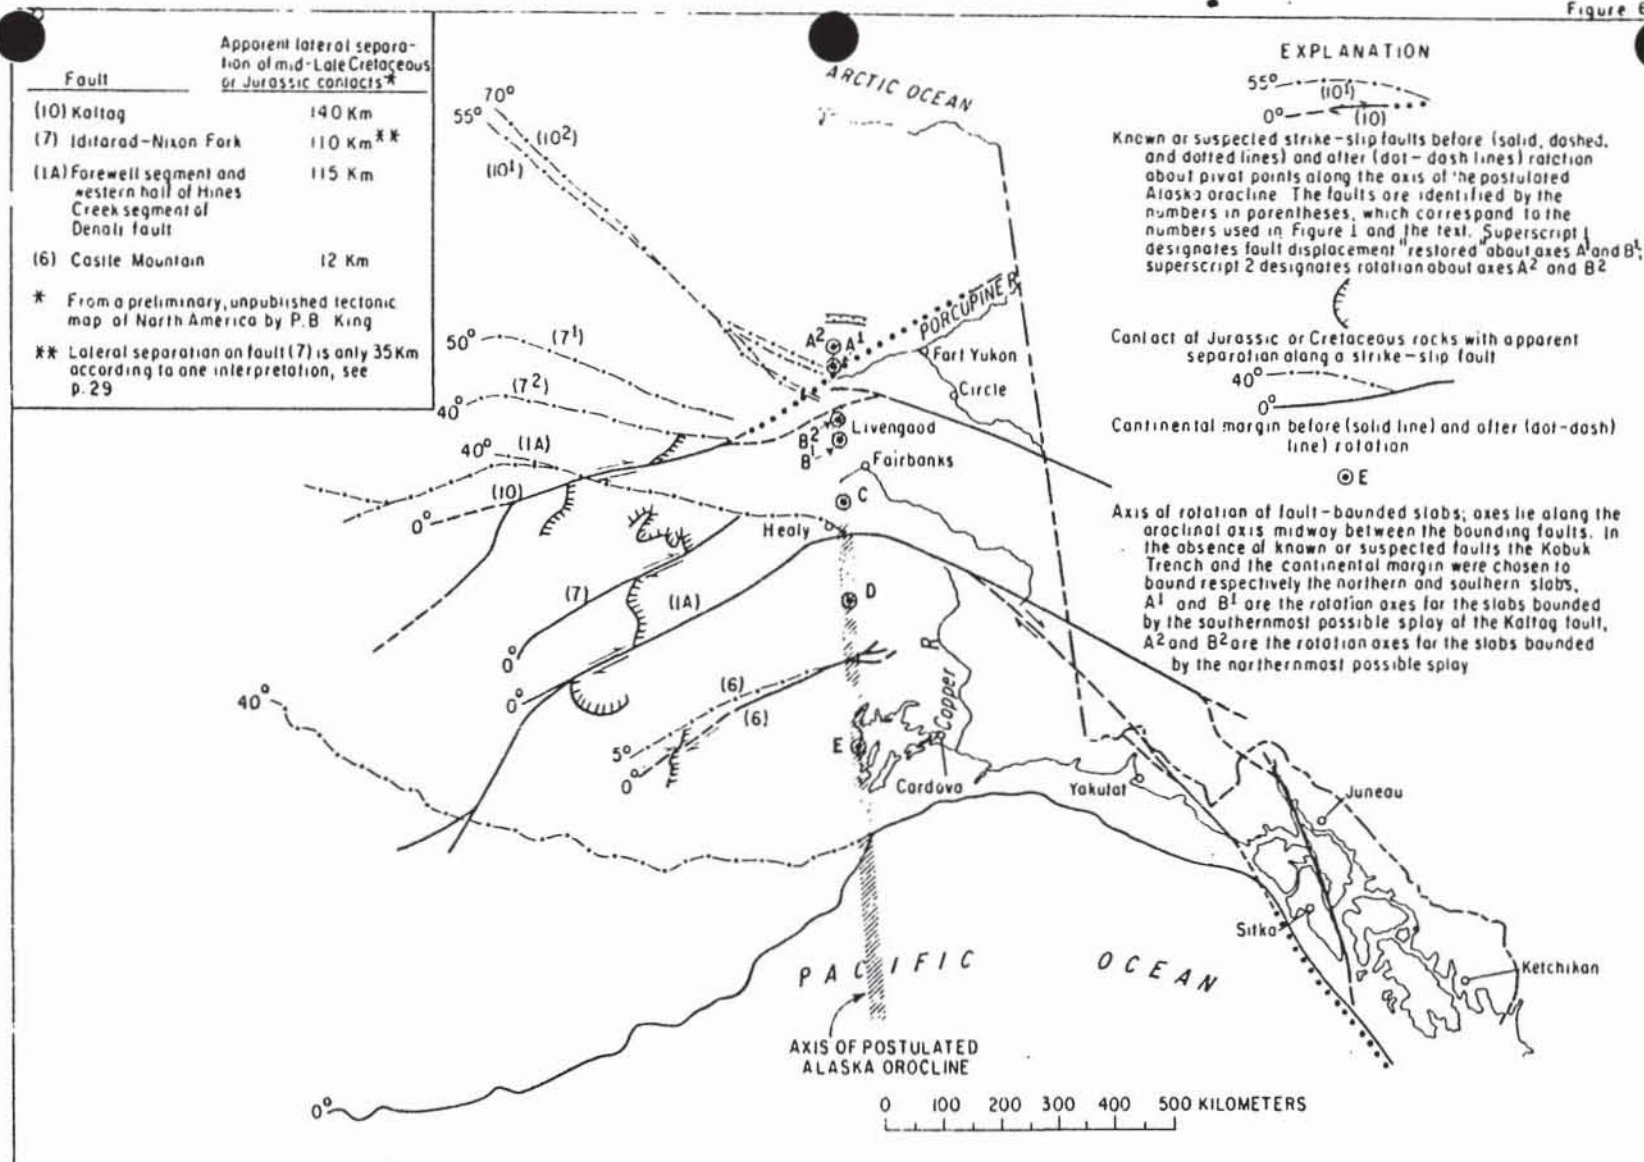 Figure 6
Fault
Apparent lateral separa-
tion of mid-Late Cretaceous
or Jurassic contacts*
(10) Kaltag 140 Km
(7) Iditarod-Nixon Fork 110 Km**
(1A) Farewell segment and 115 Km
western half of Hines
Creek segment of
Denali fault
(6) Castle Mountain 12 Km
* From a preliminary, unpublished tectonic
map of North America by P.B King
** Lateral separation on fault (7) is only 35Km
according to one interpretation, see
p. 29
EXPLANATION
55°
(10¹)
0°
(10)
Known or suspected strike-slip faults before (solid, dashed,
and dotted lines) and after (dot-dash lines) rotation
about pivot points along the axis of the postulated
Alaska orocline The faults are identified by the
numbers in parentheses, which correspond to the
numbers used in Figure 1 and the text. Superscript 1
designates fault displacement "restored" about axes A¹ and B¹,
superscript 2 designates rotation about axes A² and B²
Contact of Jurassic or Cretaceous rocks with apparent
separation along a strike-slip fault
40°
0°
Continental margin before (solid line) and after (dot-dash)
line) rotation
E
Axis of rotation of fault-bounded slabs; axes lie along the
oroclinal axis midway between the bounding faults. In
the absence of known or suspected faults the Kobuk
Trench and the continental margin were chosen to
bound respectively the northern and southern slabs.
A¹ and B¹ are the rotation axes for the slabs bounded
by the southernmost possible splay of the Kaltag fault,
A² and B² are the rotation axes for the slabs bounded
by the northernmost possible splay
ARCTIC OCEAN
70°
55°
(10²)
(10¹)
PORCUPINE R
A² A¹
50°
(7¹)
Fort Yukon
(7²)
Circle
40°
Livengood
B²
B¹
40°
(1A)
Fairbanks
(10)
C
0°
Healy
(7)
(1A)
D
0°
R
Copper
0°
(6)
(6)
40°
5°
0°
E
Cordova
Yakutat
Juneau
Sitka
Ketchikan
PACIFIC OCEAN
AXIS OF POSTULATED
ALASKA OROCLINE
0°
0 100 200 300 400 500 KILOMETERS